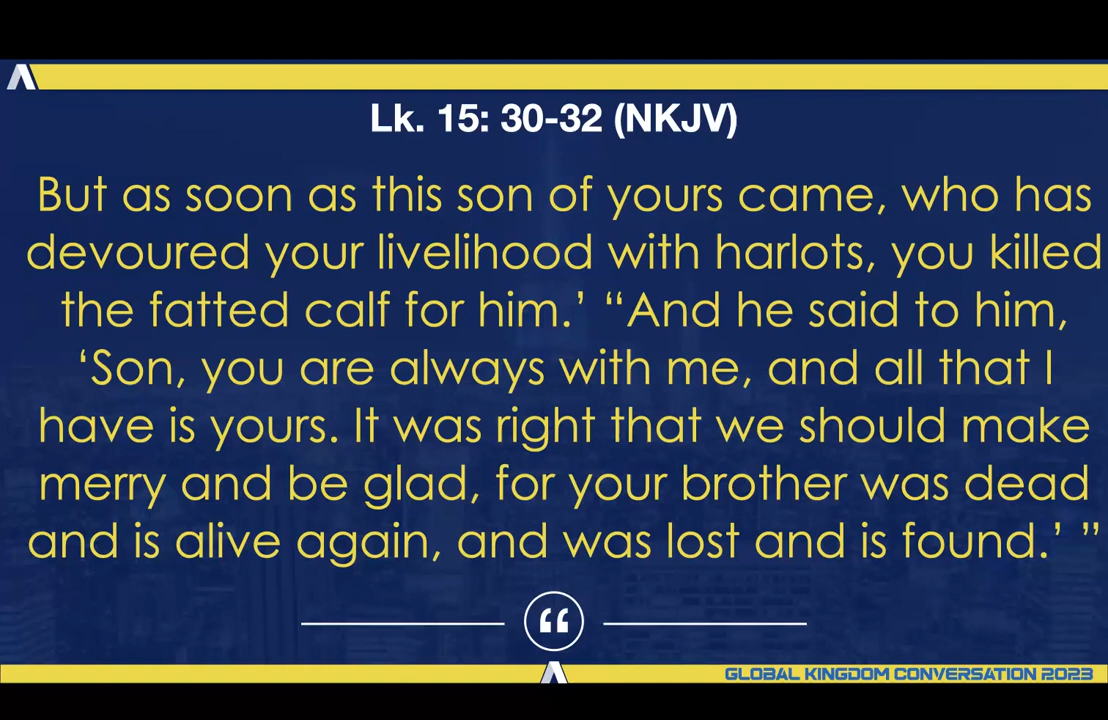 Lk. 15: 30-32 (NKJV)
But as soon as this son of yours came, who has
devoured your livelihood with harlots, you killed
the fatted calf for him.’ “And he said to him,
‘Son, you are always with me, and all that I
have is yours. It was right that we should make
merry and be glad, for your brother was dead
and is alive again, and was lost and is found.’ ”
“
GLOBAL KINGDOM CONVERSATION 2023